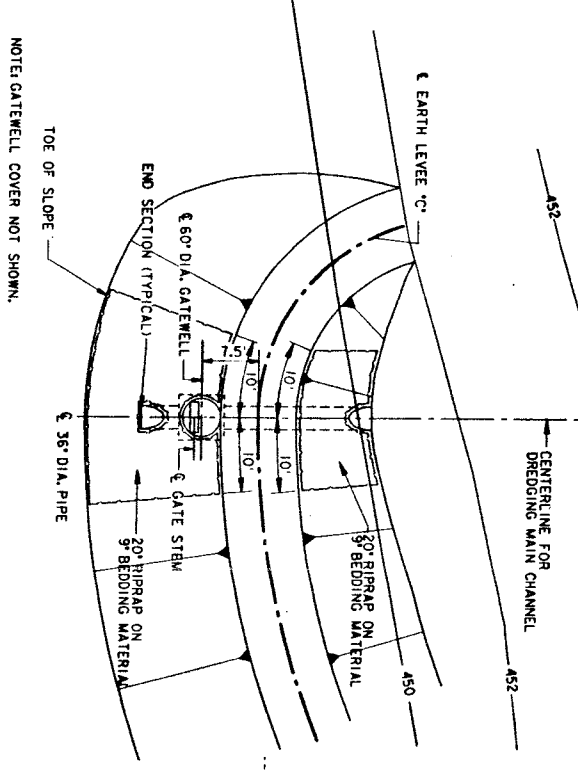 452
℄ EARTH LEVEE "C"
CENTERLINE FOR
DREDGING MAIN CHANNEL
452
450
20" RIPRAP ON
9" BEDDING MATERIAL
10'
10'
10'
10'
7.5'
℄ 60" DIA. GATEWELL
END SECTION (TYPICAL)
℄ GATE STEM
20" RIPRAP ON
9" BEDDING MATERIAL
TOE OF SLOPE
℄ 36" DIA. PIPE
NOTE: GATEWELL COVER NOT SHOWN.